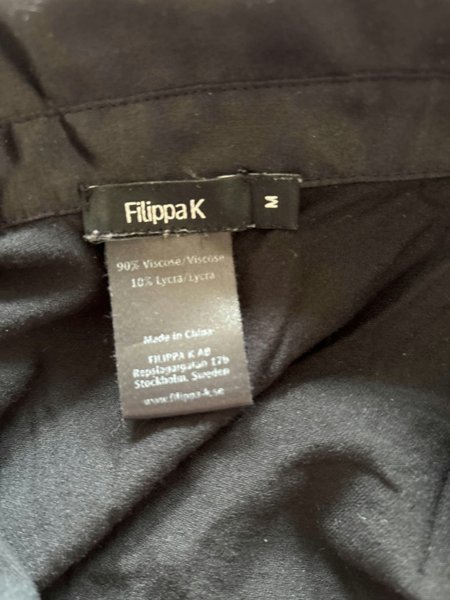 Filippa K
M
90% Viscose/Viscose
10% Lycra/Lycra
Made in China
FILIPPA K AB
Repslagargatan 17b
Stockholm, Sweden
www.filippa-k.se